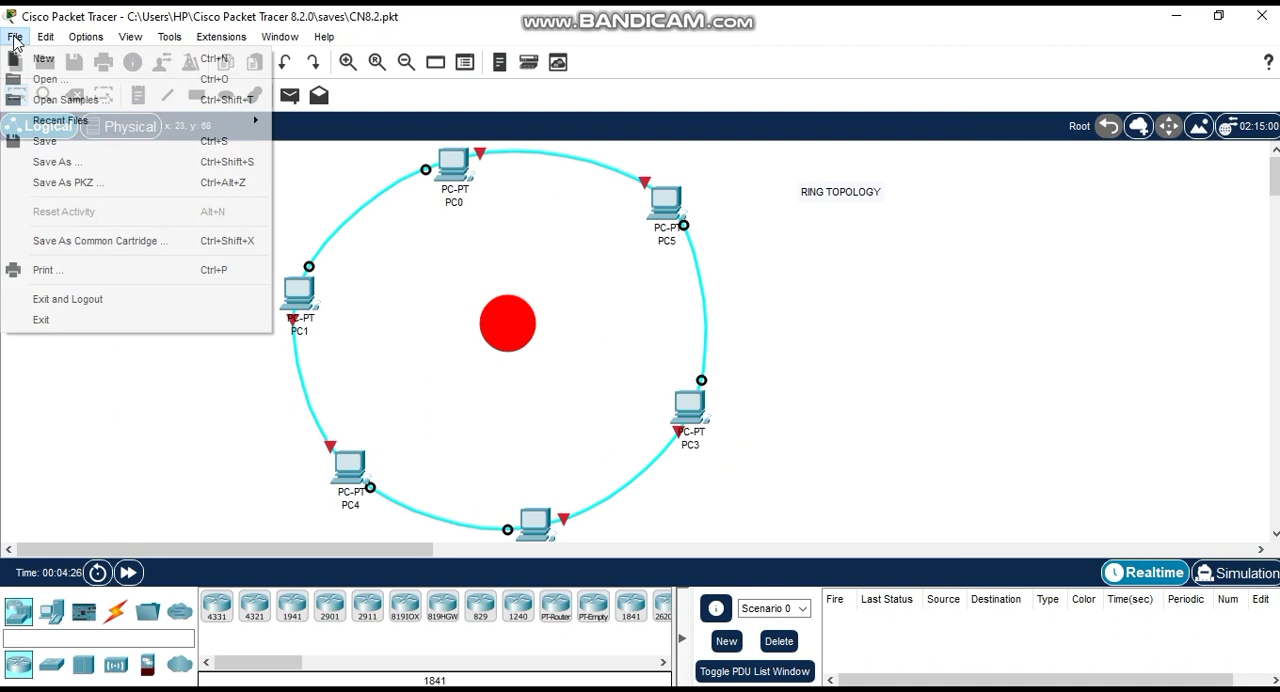 Cisco Packet Tracer - C:\Users\HP\Cisco Packet Tracer 8.2.0\saves\CN8.2.pkt
www.BANDICAM.com
File Edit Options View Tools Extensions Window Help
New Ctrl+N
Open ... Ctrl+O
Open Samples ... Ctrl+Shift+T
Recent Files
Logical Physical x: 23, y: 68
Root 02:15:00
Save Ctrl+S
Save As ... Ctrl+Shift+S
Save As PKZ ... Ctrl+Alt+Z
Reset Activity Alt+N
Save As Common Cartridge ... Ctrl+Shift+X
Print ... Ctrl+P
Exit and Logout
Exit
?
RING TOPOLOGY
PC-PT
PC0
PC-PT
PC5
PC-PT
PC1
PC-PT
PC3
PC-PT
PC4
Time: 00:04:26
Realtime Simulation
4331 4321 1941 2901 2911 819IOX 819HGW 829 1240 PT-Router PT-Empty 1841 2620
1841
Scenario 0
New Delete
Toggle PDU List Window
Fire Last Status Source Destination Type Color Time(sec) Periodic Num Edit